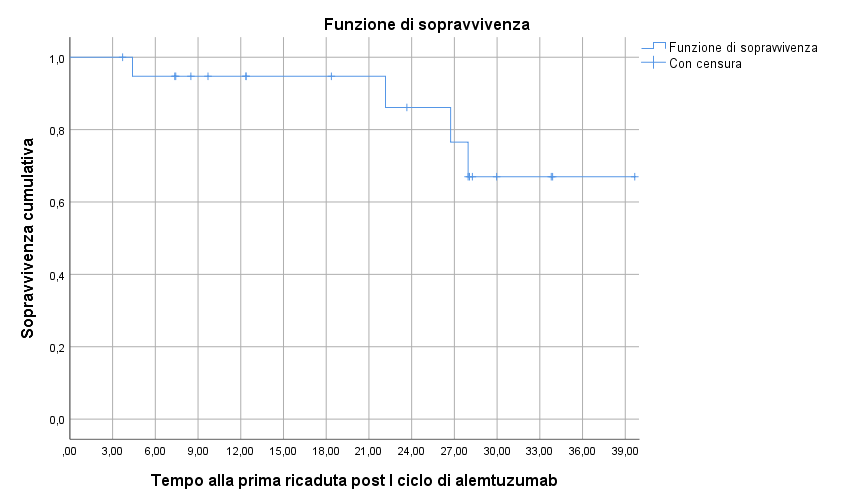 Funzione di sopravvivenza
Funzione di sopravvivenza
Con censura
Sopravvivenza cumulativa
1,0
0,8
0,6
0,4
0,2
0,0
,00 3,00 6,00 9,00 12,00 15,00 18,00 21,00 24,00 27,00 30,00 33,00 36,00 39,00
Tempo alla prima ricaduta post I ciclo di alemtuzumab